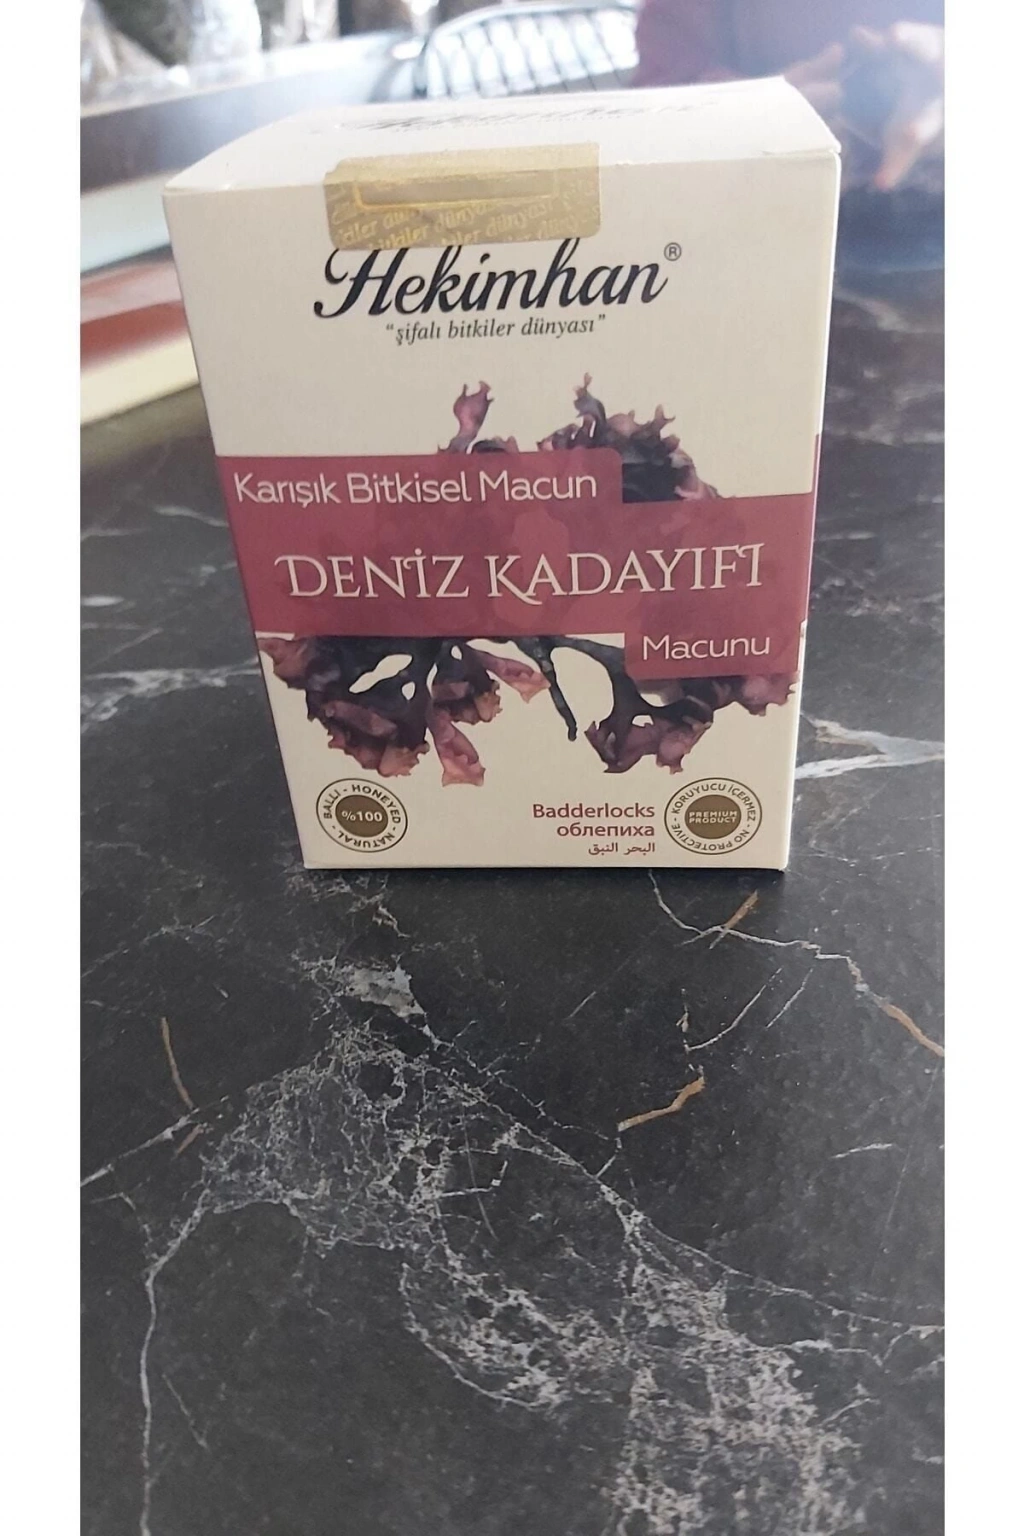 Hekimhan®
"şifalı bitkiler dünyası"
Karışık Bitkisel Macun
DENİZ KADAYIFI
Macunu
BALLI - HONEYED - NATURAL -
%100
Badderlocks
облепиха
البحر النبق
KORUYUCU İÇERMEZ - NO PROTECTIVE -
PREMIUM
PRODUCT